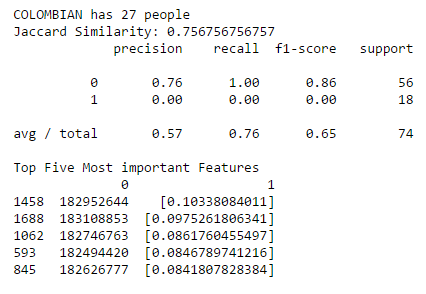 COLOMBIAN has 27 people
Jaccard Similarity: 0.756756756757
precision recall f1-score support
0 0.76 1.00 0.86 56
1 0.00 0.00 0.00 18
avg / total 0.57 0.76 0.65 74
Top Five Most important Features
0 1
1458 182952644 [0.10338084011]
1688 183108853 [0.0975261806341]
1062 182746763 [0.0861760455497]
593 182494420 [0.0846789741216]
845 182626777 [0.0841807828384]